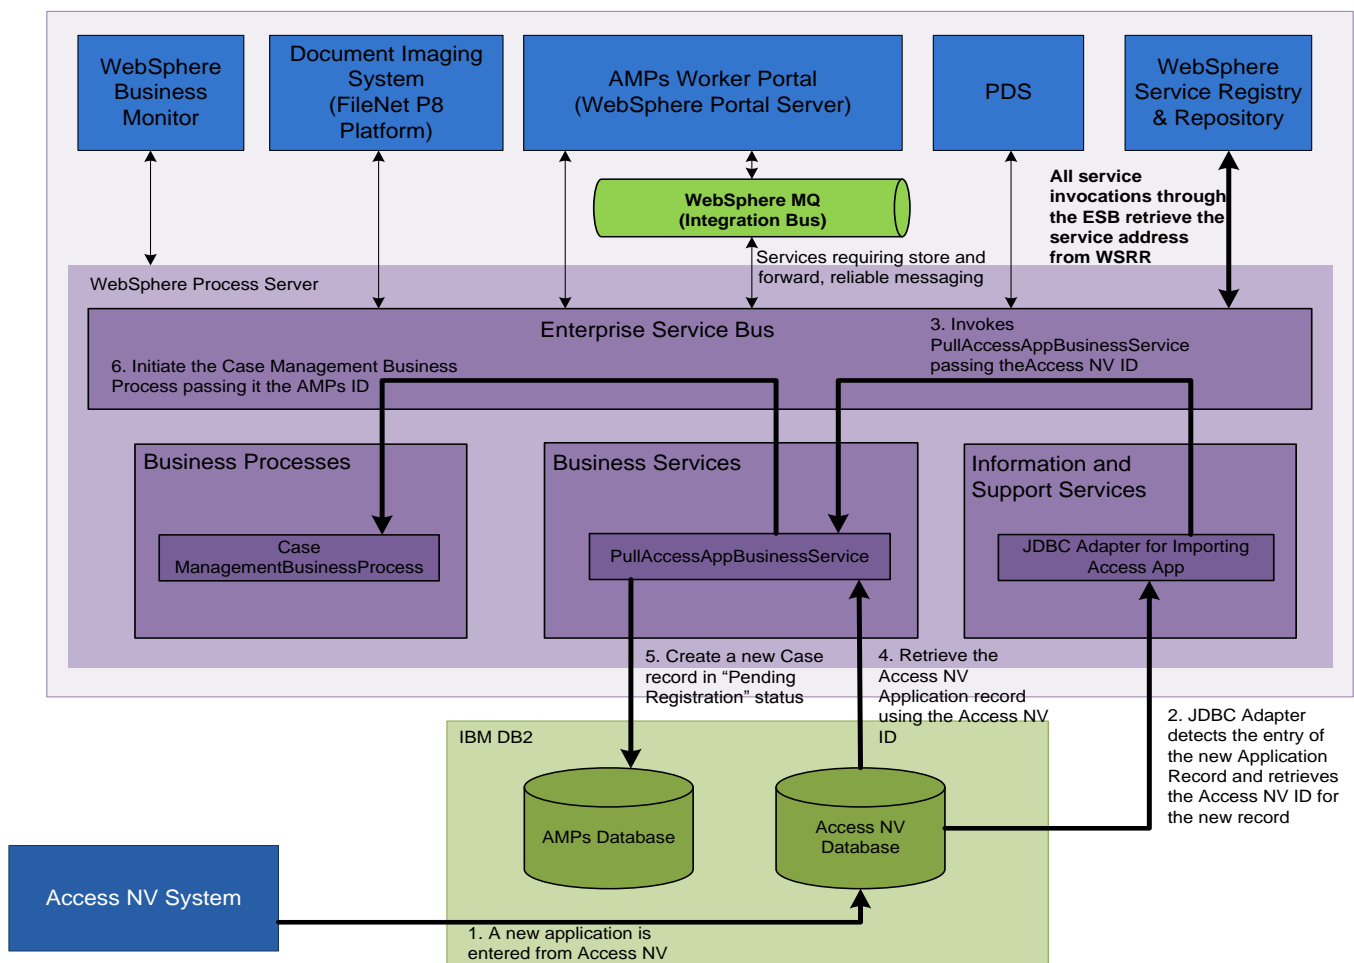 WebSphere
Business
Monitor
Document Imaging
System
(FileNet P8
Platform)
AMPs Worker Portal
(WebSphere Portal Server)
PDS
WebSphere
Service Registry
& Repository
WebSphere MQ
(Integration Bus)
All service
invocations through
the ESB retrieve the
service address
from WSRR
Services requiring store and
forward, reliable messaging
WebSphere Process Server
Enterprise Service Bus
3. Invokes
PullAccessAppBusinessService
passing theAccess NV ID
6. Initiate the Case Management Business
Process passing it the AMPs ID
Business Processes
Business Services
Information and
Support Services
Case
ManagementBusinessProcess
PullAccessAppBusinessService
JDBC Adapter for Importing
Access App
5. Create a new Case
record in “Pending
Registration” status
4. Retrieve the
Access NV
Application record
using the Access NV
ID
2. JDBC Adapter
detects the entry of
the new Application
Record and retrieves
the Access NV ID for
the new record
IBM DB2
AMPs Database
Access NV
Database
Access NV System
1. A new application is
entered from Access NV